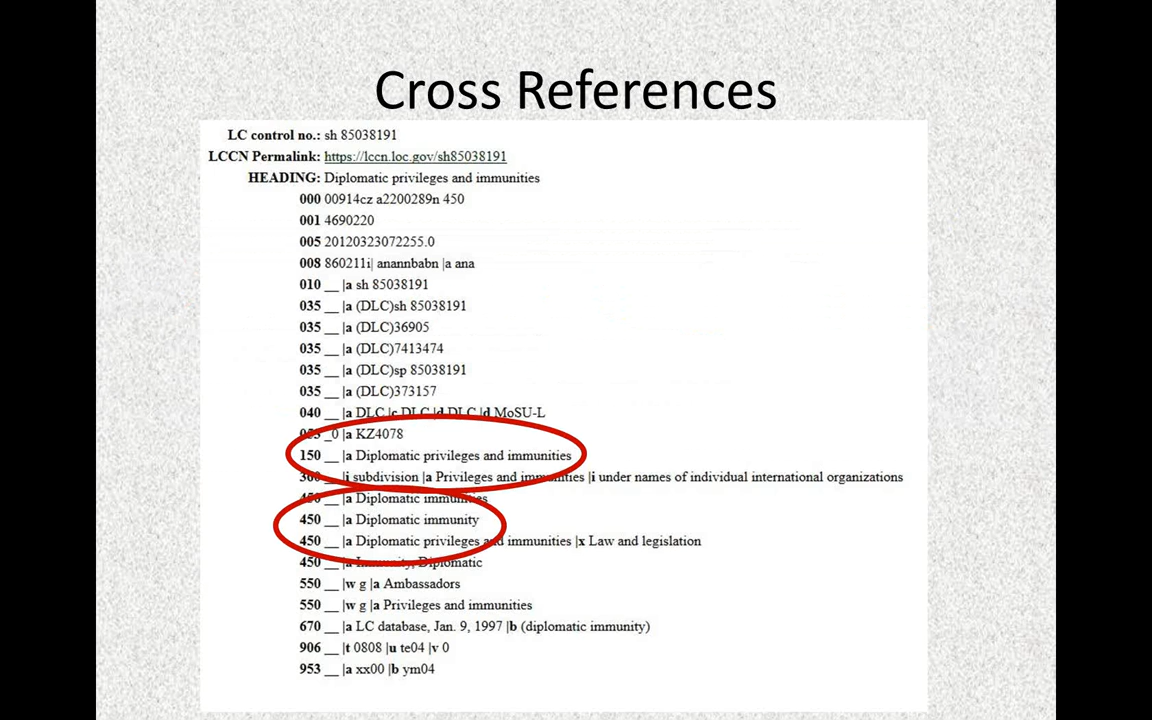 Cross References
LC control no.: sh 85038191
LCCN Permalink: https://lccn.loc.gov/sh85038191
HEADING: Diplomatic privileges and immunities
000 00914cz a2200289n 450
001 4690220
005 20120323072255.0
008 860211i| anannbabn |a ana
010 __ |a sh 85038191
035 __ |a (DLC)sh 85038191
035 __ |a (DLC)36905
035 __ |a (DLC)7413474
035 __ |a (DLC)sp 85038191
035 __ |a (DLC)373157
040 __ |a DLC |c DLC |d DLC |d MoSU-L
053 _0 |a KZ4078
150 __ |a Diplomatic privileges and immunities
360 __ |i subdivision |a Privileges and immunities |i under names of individual international organizations
450 __ |a Diplomatic immunities
450 __ |a Diplomatic immunity
450 __ |a Diplomatic privileges and immunities |x Law and legislation
450 __ |a Immunity, Diplomatic
550 __ |w g |a Ambassadors
550 __ |w g |a Privileges and immunities
670 __ |a LC database, Jan. 9, 1997 |b (diplomatic immunity)
906 __ |t 0808 |u te04 |v 0
953 __ |a xx00 |b ym04